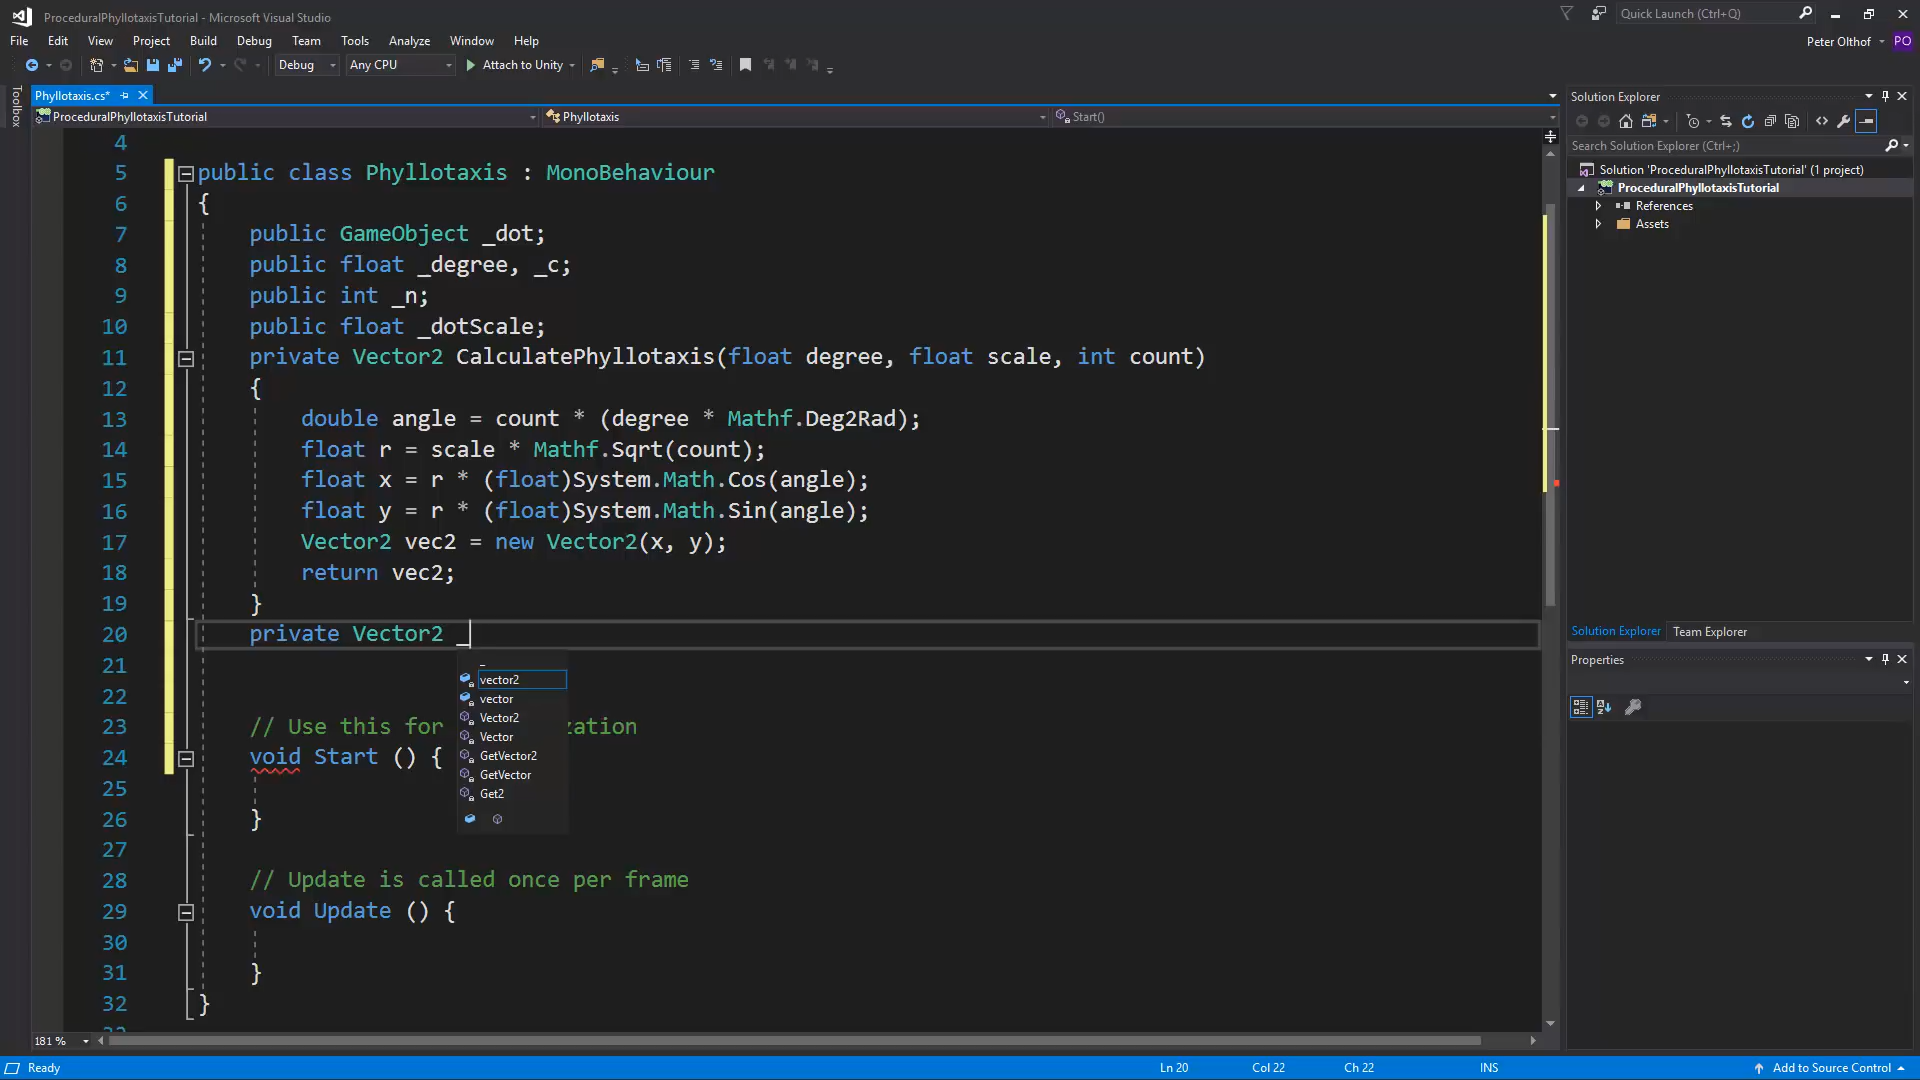 ProceduralPhyllotaxisTutorial - Microsoft Visual Studio
Quick Launch (Ctrl+Q)
File Edit View Project Build Debug Team Tools Analyze Window Help
Peter Olthof PO
Debug Any CPU Attach to Unity
Toolbox
Phyllotaxis.cs*
ProceduralPhyllotaxisTutorial Phyllotaxis Start()
4
5 public class Phyllotaxis : MonoBehaviour
6 {
7 public GameObject _dot;
8 public float _degree, _c;
9 public int _n;
10 public float _dotScale;
11 private Vector2 CalculatePhyllotaxis(float degree, float scale, int count)
12 {
13 double angle = count * (degree * Mathf.Deg2Rad);
14 float r = scale * Mathf.Sqrt(count);
15 float x = r * (float)System.Math.Cos(angle);
16 float y = r * (float)System.Math.Sin(angle);
17 Vector2 vec2 = new Vector2(x, y);
18 return vec2;
19 }
20 private Vector2 _
21
22
23 // Use this for zation
24 void Start () {
25
26 }
27
28 // Update is called once per frame
29 void Update () {
30
31 }
32 }
_
vector2
vector
Vector2
Vector
GetVector2
GetVector
Get2
181 %
Solution Explorer
Search Solution Explorer (Ctrl+;)
Solution 'ProceduralPhyllotaxisTutorial' (1 project)
ProceduralPhyllotaxisTutorial
References
Assets
Solution Explorer Team Explorer
Properties
Ready Ln 20 Col 22 Ch 22 INS Add to Source Control